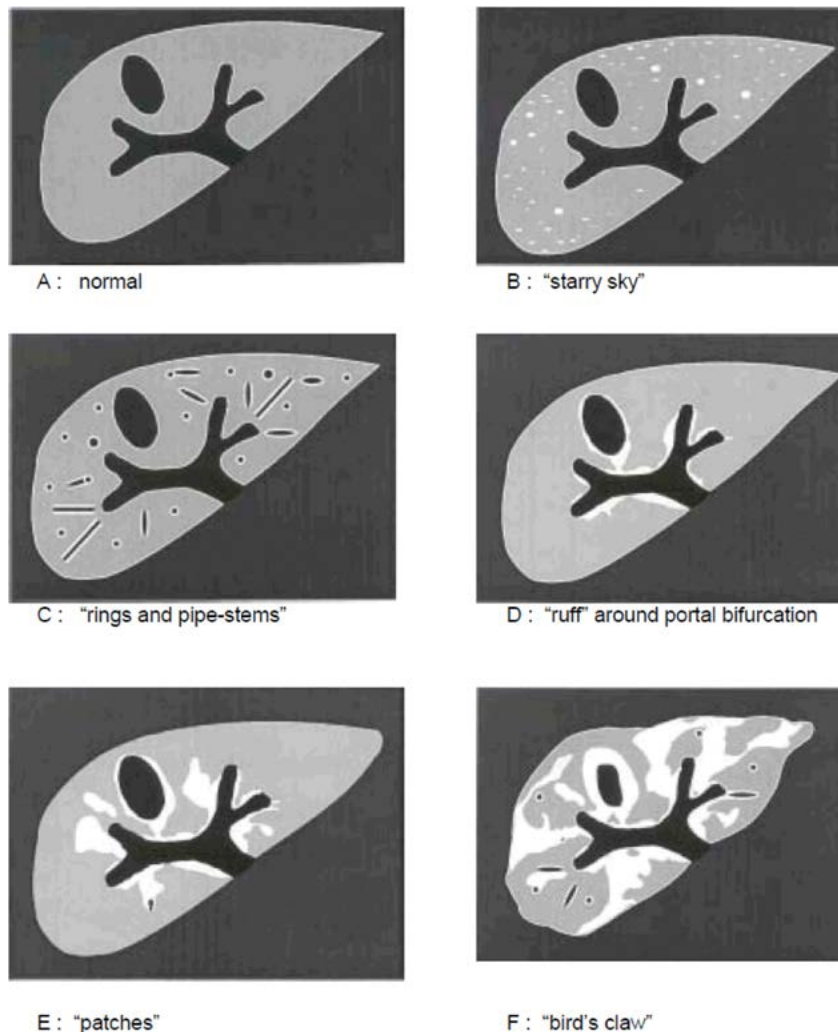 A :   normal
B :  “starry sky”
C :  “rings and pipe-stems”
D :  “ruff” around portal bifurcation
E :  “patches”
F :  “bird’s claw”